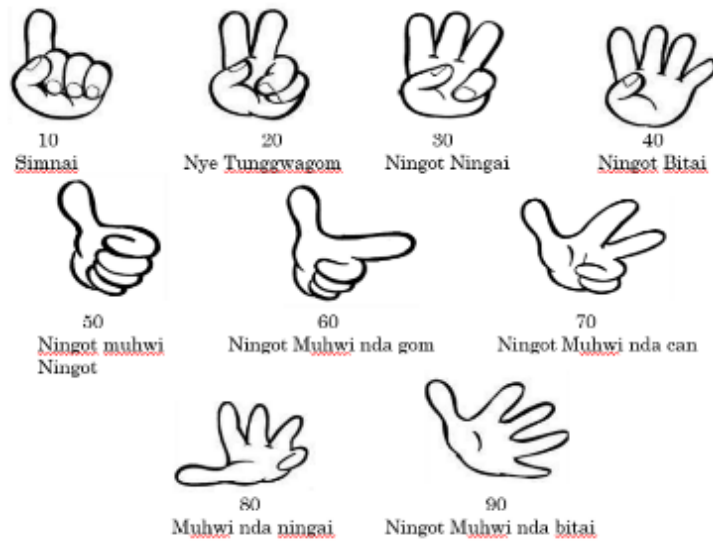 10 20 30 40
Simnai Nye Tunggwagom Ningot Ningai Ningot Bitai
50 60 70
Ningot muhwi Ningot Muhwi nda gom Ningot Muhwi nda can
Ningot
80 90
Muhwi nda ningai Ningot Muhwi nda bitai